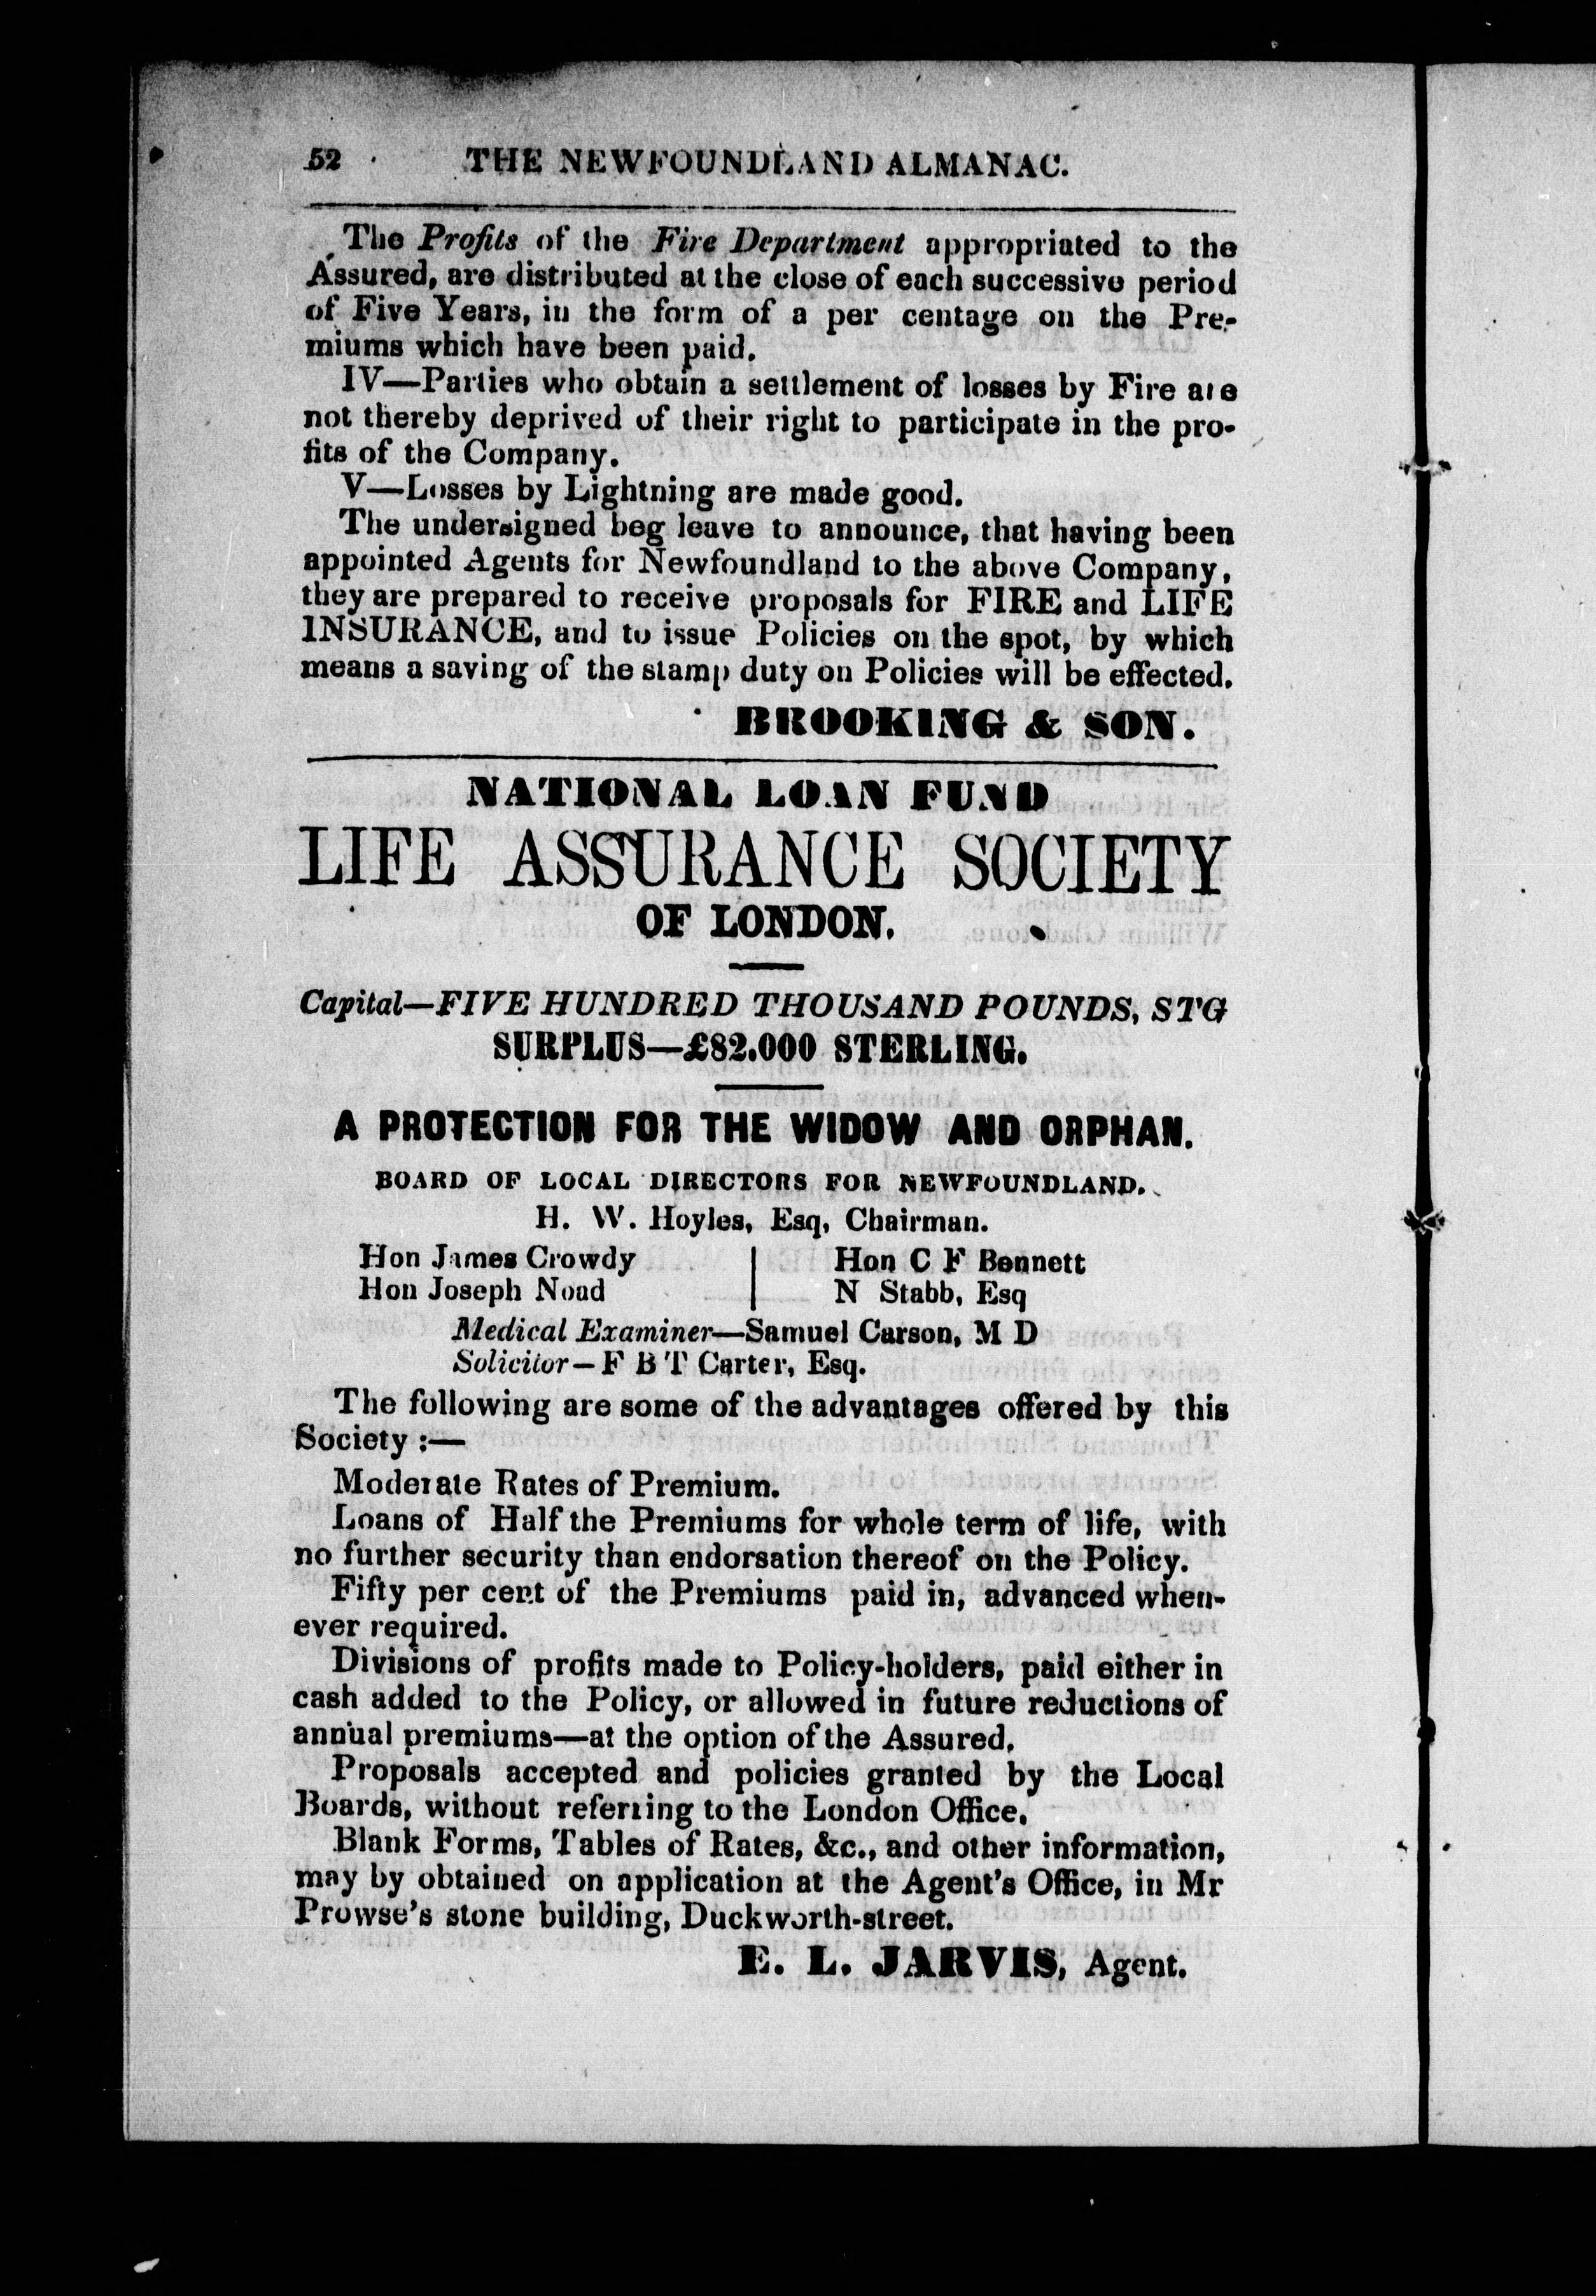 52 THE NEWFOUNDLAND ALMANAC.
The Profits of the Fire Department appropriated to the
Assured, are distributed at the close of each successive period
of Five Years, in the form of a per centage on the Pre-
miums which have been paid.
IV—Parties who obtain a settlement of losses by Fire are
not thereby deprived of their right to participate in the pro-
fits of the Company.
V—Losses by Lightning are made good.
The undersigned beg leave to announce, that having been
appointed Agents for Newfoundland to the above Company,
they are prepared to receive proposals for FIRE and LIFE
INSURANCE, and to issue Policies on the spot, by which
means a saving of the stamp duty on Policies will be effected.
BROOKING & SON.
NATIONAL LOAN FUND
LIFE ASSURANCE SOCIETY
OF LONDON.
Capital—FIVE HUNDRED THOUSAND POUNDS, STG
SURPLUS—£82,000 STERLING.
A PROTECTION FOR THE WIDOW AND ORPHAN.
BOARD OF LOCAL DIRECTORS FOR NEWFOUNDLAND.
H. W. Hoyles, Esq, Chairman.
Hon James Crowdy | Hon C F Bennett
Hon Joseph Noad | N Stabb, Esq
Medical Examiner—Samuel Carson, M D
Solicitor—F B T Carter, Esq.
The following are some of the advantages offered by this
Society :—
Moderate Rates of Premium.
Loans of Half the Premiums for whole term of life, with
no further security than endorsation thereof on the Policy.
Fifty per cent of the Premiums paid in, advanced when-
ever required.
Divisions of profits made to Policy-holders, paid either in
cash added to the Policy, or allowed in future reductions of
annual premiums—at the option of the Assured.
Proposals accepted and policies granted by the Local
Boards, without referring to the London Office.
Blank Forms, Tables of Rates, &c., and other information,
may by obtained on application at the Agent's Office, in Mr
Prowse's stone building, Duckworth-street.
E. L. JARVIS, Agent.